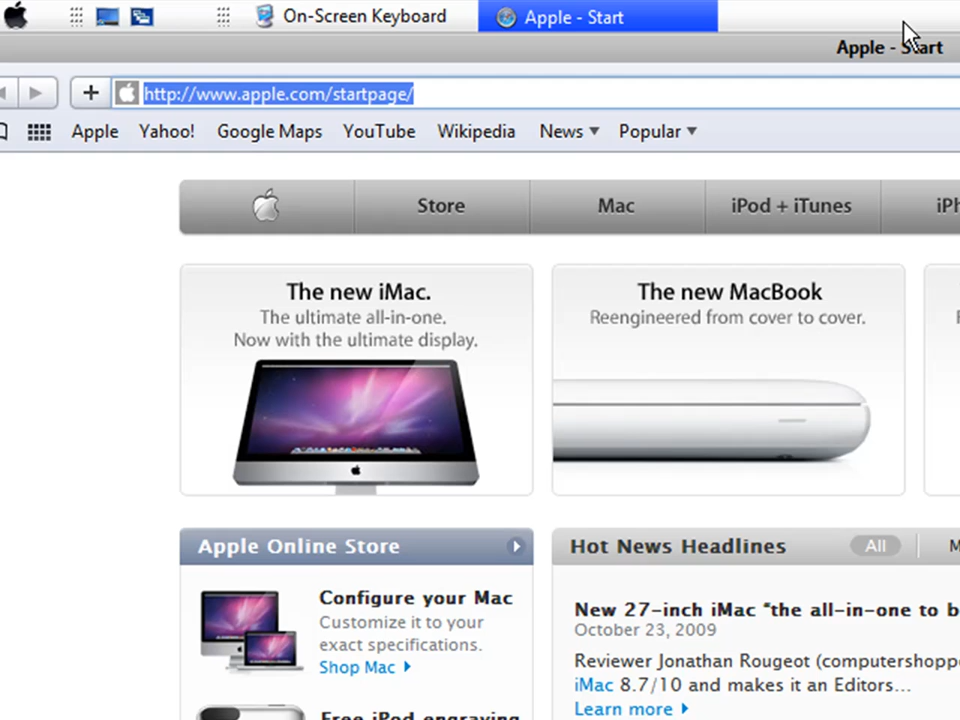 On-Screen Keyboard
Apple - Start
Apple - Start
http://www.apple.com/startpage/
Apple
Yahoo!
Google Maps
YouTube
Wikipedia
News
Popular
Store
Mac
iPod + iTunes
iPh
The new iMac.
The ultimate all-in-one.
Now with the ultimate display.
The new MacBook
Reengineered from cover to cover.
Apple Online Store
Configure your Mac
Customize it to your
exact specifications.
Shop Mac
Free iPod engraving
Hot News Headlines
All
M
New 27-inch iMac “the all-in-one to b
October 23, 2009
Reviewer Jonathan Rougeot (computershoppe
iMac 8.7/10 and makes it an Editors...
Learn more